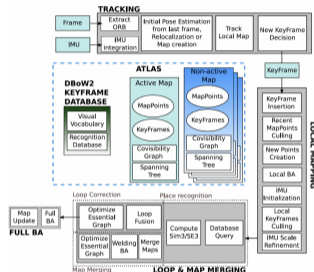 TRACKING
Frame
IMU
Extract
ORB
IMU
integration
Initial Pose Estimation
from last frame,
Relocalization or
Map creation
Track
Local Map
New KeyFrame
Decision
KeyFrame
ATLAS
DBoW2
KEYFRAME
DATABASE
Visual
Vocabulary
Recognition
Database
Active Map
MapPoints
KeyFrames
Covisibility
Graph
Spanning
Tree
Non-active
Map
MapPoints
KeyFrames
Covisibility
Graph
Spanning
Tree
LOCAL MAPPING
KeyFrame
Insertion
Recent
MapPoints
Culling
New Points
Creation
Local BA
IMU
Initialization
Local
KeyFrames
Culling
IMU Scale
Refinement
Loop Correction
Place recognition
Map
Update
Full
BA
FULL BA
Optimize
Essential
Graph
Loop
Fusion
Optimize
Essential
Graph
Welding
BA
Merge
Maps
Compute
Sim3/SE3
Database
Query
Map Merging
LOOP & MAP MERGING